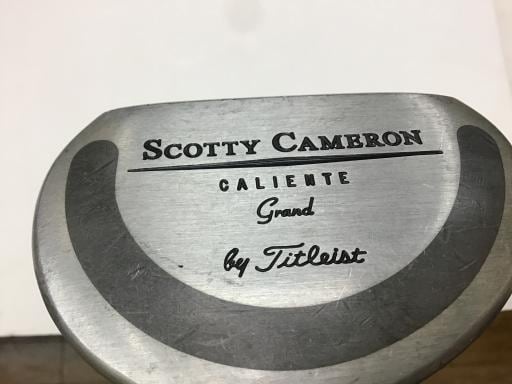 SCOTTY CAMERON
CALIENTE
Grand
by Titleist